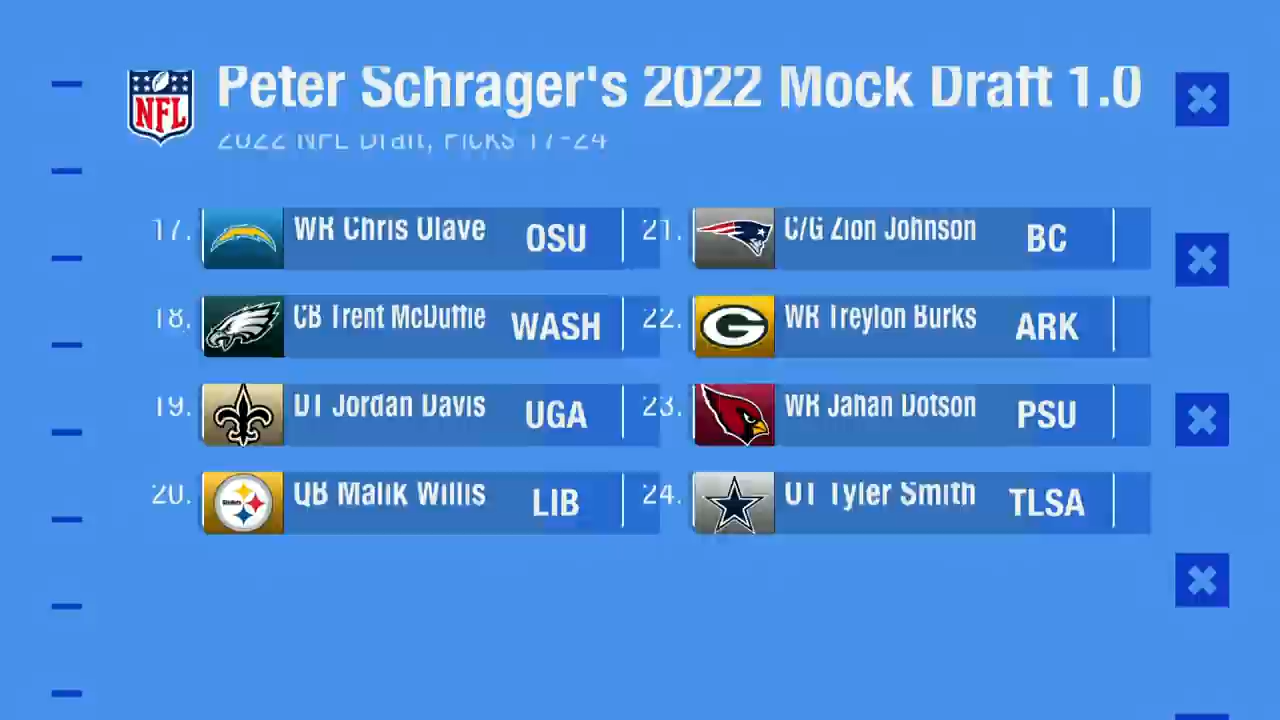 NFL
Peter Schrager's 2022 Mock Draft 1.0
2022 NFL Draft, Picks 17-24
17. WR Chris Olave OSU
18. CB Trent McDuffie WASH
19. DT Jordan Davis UGA
20. Steelers QB Malik Willis LIB
21. C/G Zion Johnson BC
22. G WR Treylon Burks ARK
23. WR Jahan Dotson PSU
24. OT Tyler Smith TLSA